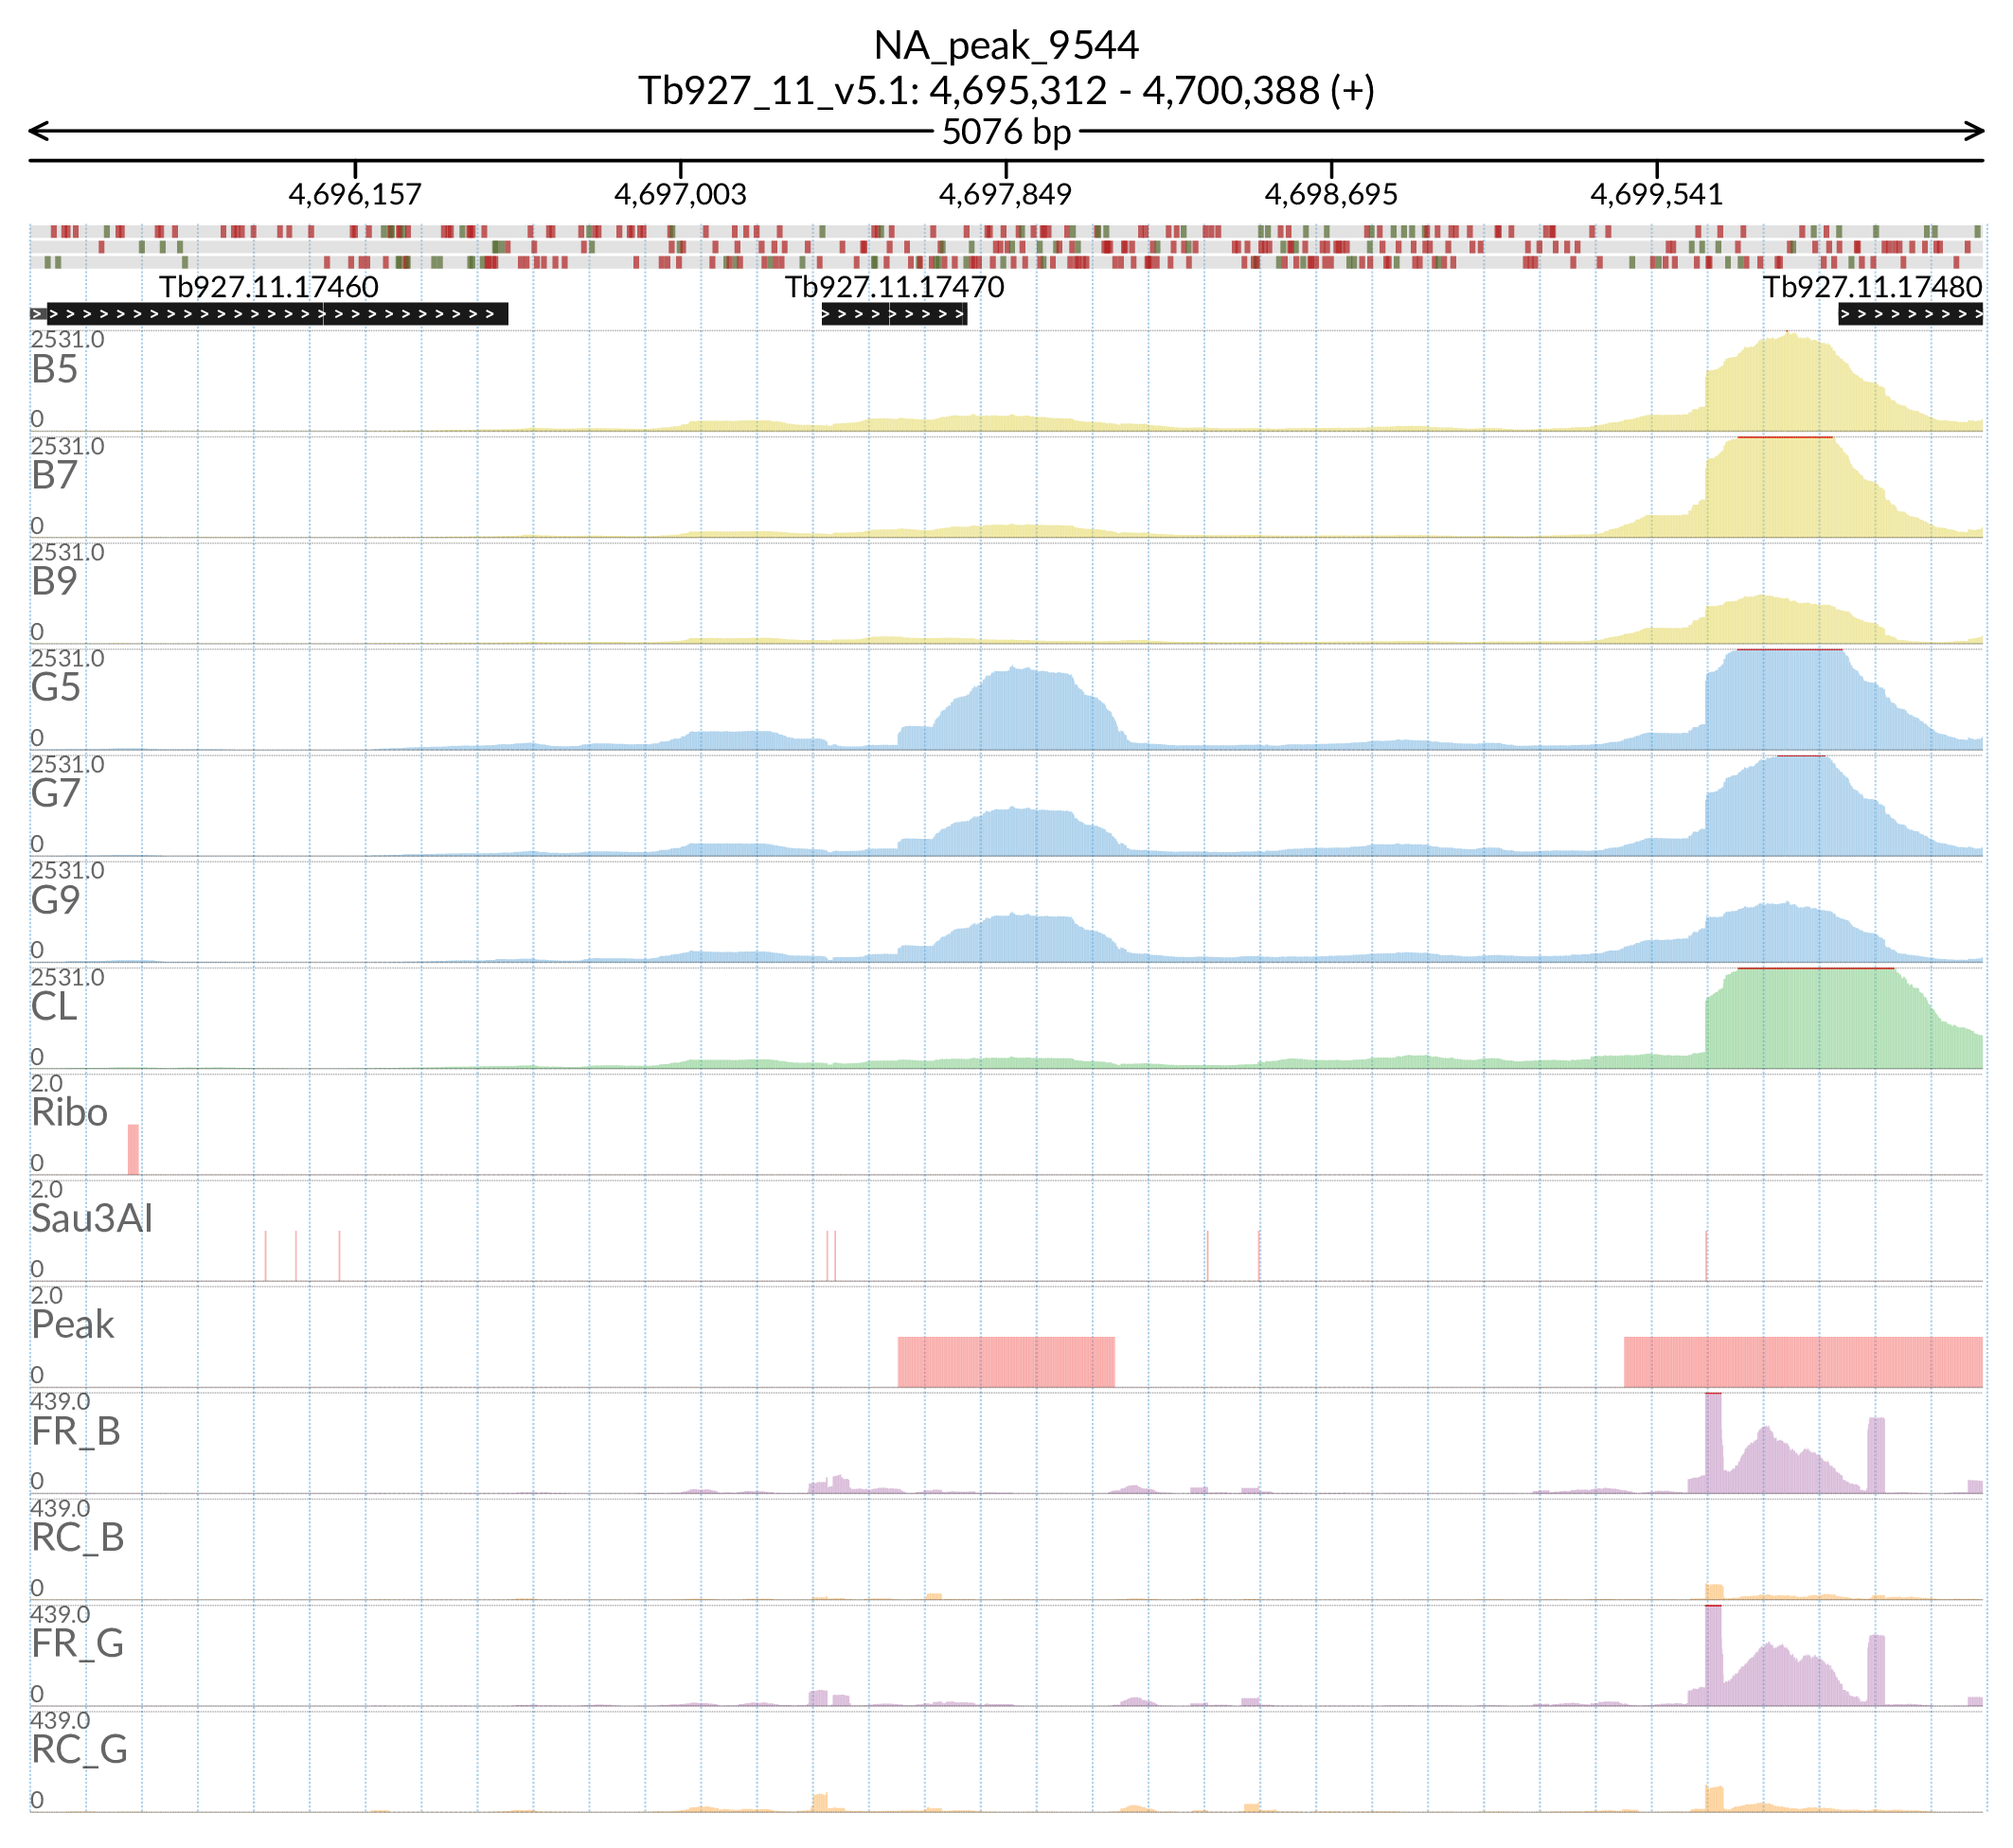 NA_peak_9544
Tb927_11_v5.1: 4,695,312 - 4,700,388 (+)
5076 bp
4,696,157 4,697,003 4,697,849 4,698,695 4,699,541
Tb927.11.17460 Tb927.11.17470 Tb927.11.17480
2531.0
B5
0
2531.0
B7
0
2531.0
B9
0
2531.0
G5
0
2531.0
G7
0
2531.0
G9
0
2531.0
CL
0
2.0
Ribo
0
2.0
Sau3AI
0
2.0
Peak
0
439.0
FR_B
0
439.0
RC_B
0
439.0
FR_G
0
439.0
RC_G
0